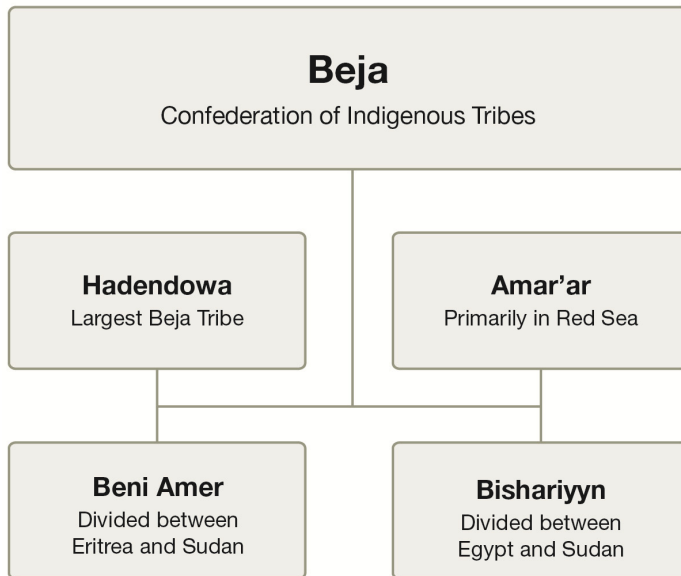 Beja
Confederation of Indigenous Tribes
Hadendowa
Largest Beja Tribe
Amar’ar
Primarily in Red Sea
Beni Amer
Divided between
Eritrea and Sudan
Bishariyyn
Divided between
Egypt and Sudan